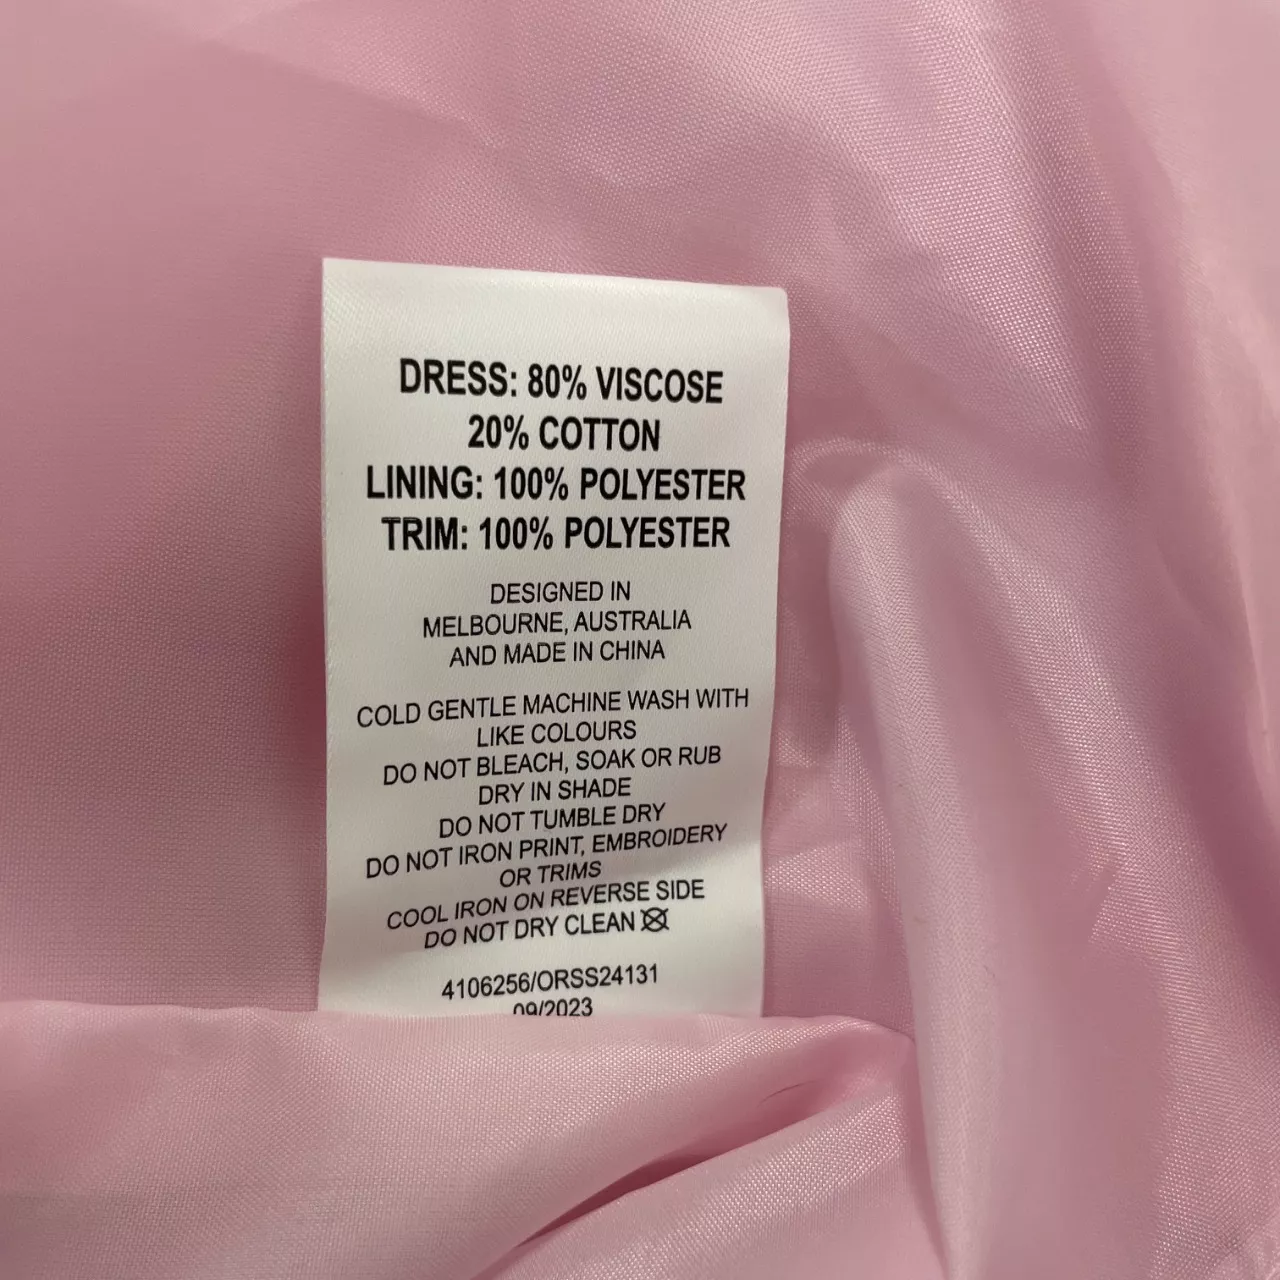 DRESS: 80% VISCOSE
20% COTTON
LINING: 100% POLYESTER
TRIM: 100% POLYESTER
DESIGNED IN
MELBOURNE, AUSTRALIA
AND MADE IN CHINA
COLD GENTLE MACHINE WASH WITH
LIKE COLOURS
DO NOT BLEACH, SOAK OR RUB
DRY IN SHADE
DO NOT TUMBLE DRY
DO NOT IRON PRINT, EMBROIDERY
OR TRIMS
COOL IRON ON REVERSE SIDE
DO NOT DRY CLEAN
4106256/ORSS24131
09/2023